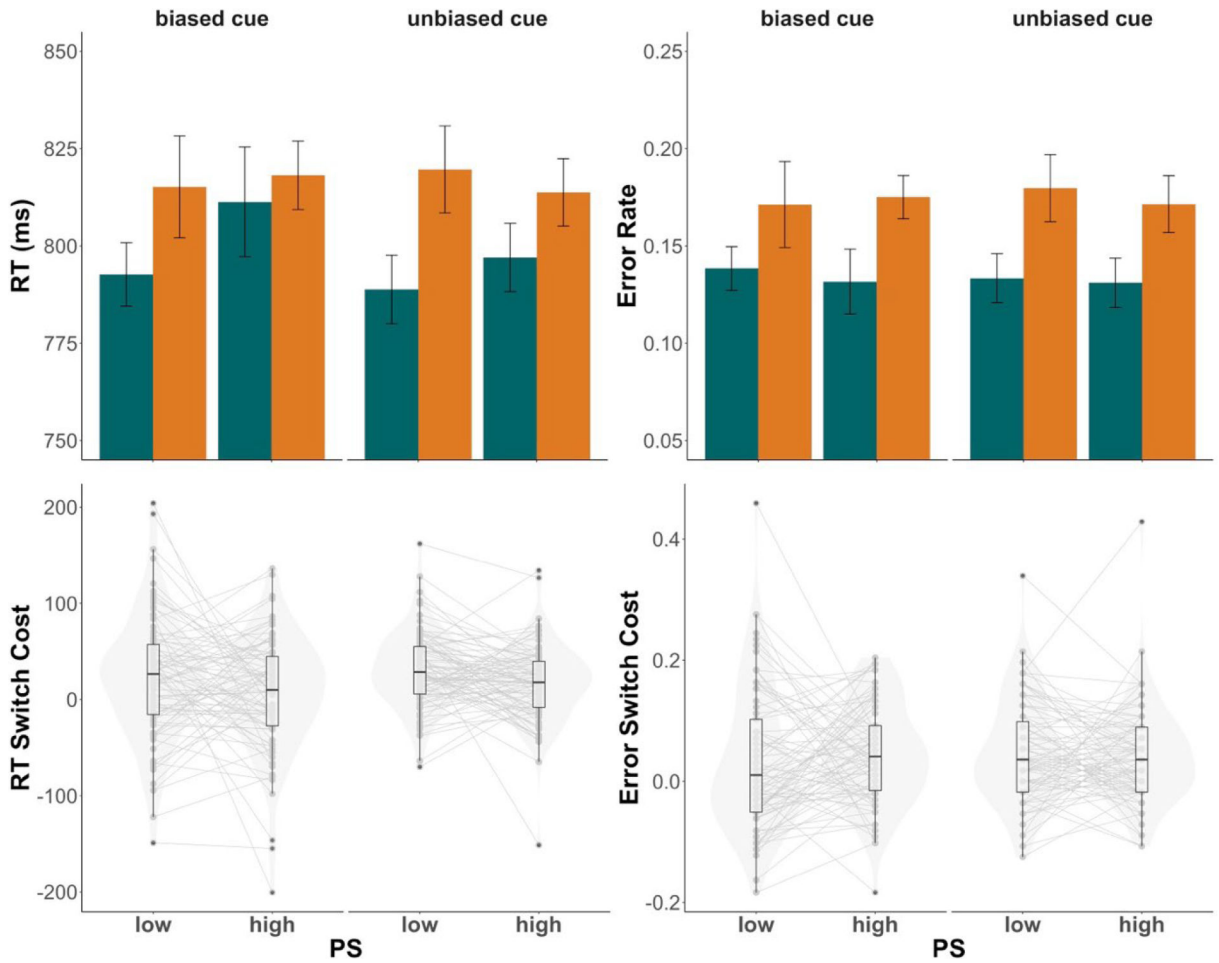 biased cue unbiased cue biased cue unbiased cue
850
825
800
775
750
RT (ms)
0.25
0.20
0.15
0.10
0.05
Error Rate
200
100
0
-100
-200
RT Switch Cost
0.4
0.2
0.0
-0.2
Error Switch Cost
low high low high low high low high
PS PS